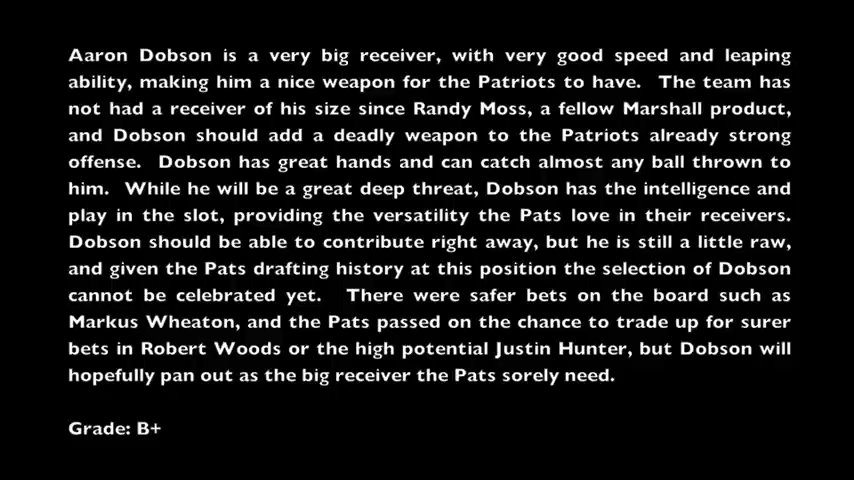 Aaron Dobson is a very big receiver, with very good speed and leaping
ability, making him a nice weapon for the Patriots to have.  The team has
not had a receiver of his size since Randy Moss, a fellow Marshall product,
and Dobson should add a deadly weapon to the Patriots already strong
offense.  Dobson has great hands and can catch almost any ball thrown to
him.  While he will be a great deep threat, Dobson has the intelligence and
play in the slot, providing the versatility the Pats love in their receivers.
Dobson should be able to contribute right away, but he is still a little raw,
and given the Pats drafting history at this position the selection of Dobson
cannot be celebrated yet.  There were safer bets on the board such as
Markus Wheaton, and the Pats passed on the chance to trade up for surer
bets in Robert Woods or the high potential Justin Hunter, but Dobson will
hopefully pan out as the big receiver the Pats sorely need.
Grade: B+